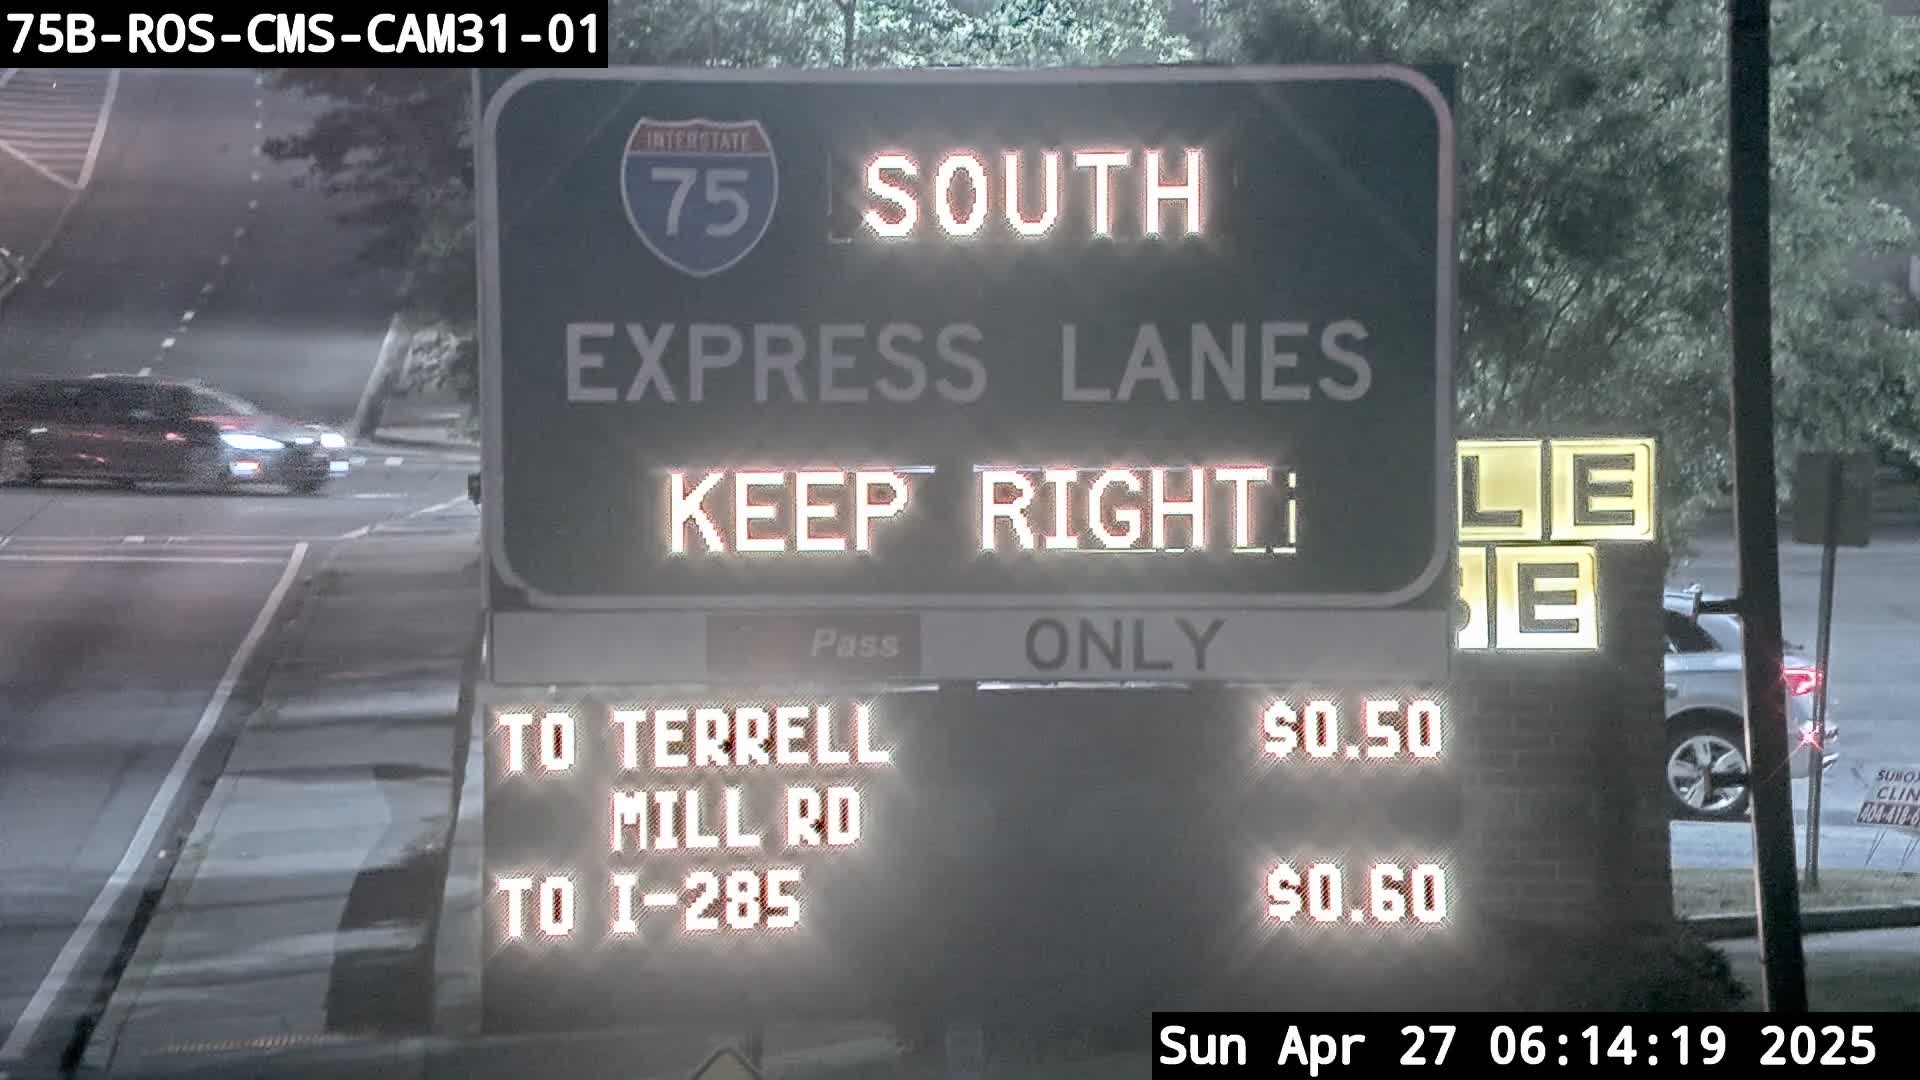 75B-ROS-CMS-CAM31-01
INTERSTATE
75
SOUTH
EXPRESS LANES
KEEP RIGHT
Pass ONLY
TO TERRELL $0.50
MILL RD
TO I-285 $0.60
LE
E
Sun Apr 27 06:14:19 2025